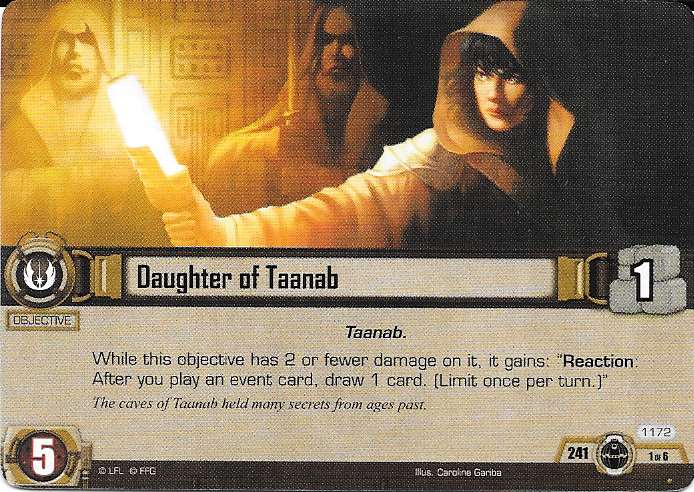 Daughter of Taanab
1
OBJECTIVE
Taanab.
While this objective has 2 or fewer damage on it, it gains: "Reaction:
After you play an event card, draw 1 card. (Limit once per turn.)"
The caves of Taanab held many secrets from ages past.
1172
5
© LFL © FFG
Illus. Caroline Gariba
241
1 OF 6